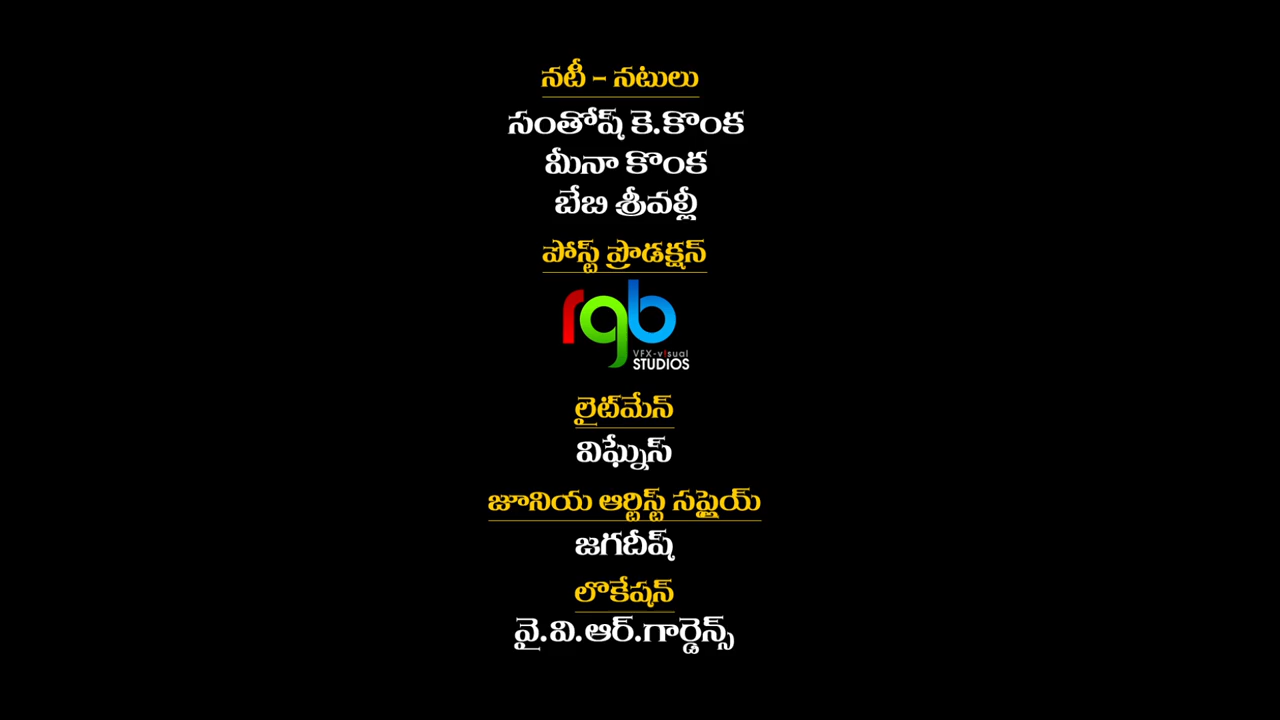 నటీ - నటులు
సంతోష్ కె.కొంక
మీనా కొంక
బేబి శ్రీవల్లీ
పోస్ట్ ప్రొడక్షన్
rgb
VFX-visual
STUDIOS
లైట్‌మేన్
విఘ్నేస్
జూనియ ఆర్టిస్ట్ సప్లైయ్
జగదీష్
లొకేషన్
వై.వి.ఆర్.గార్డెన్స్